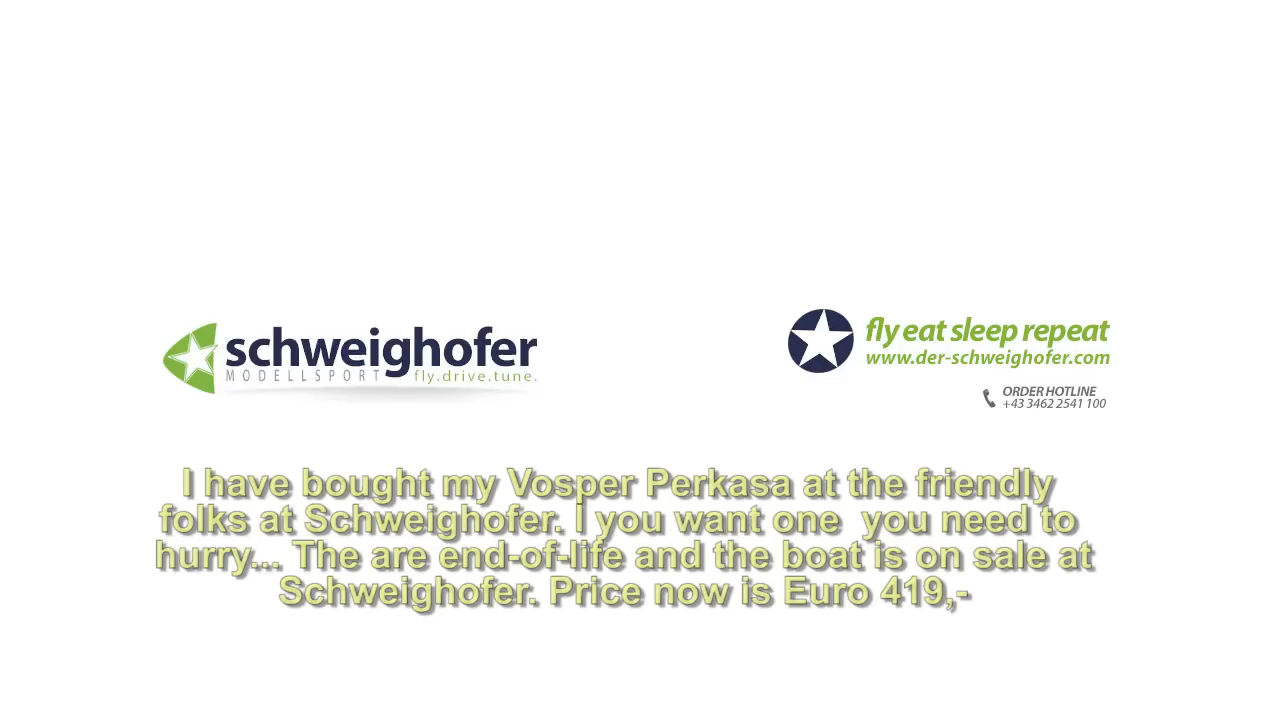 schweighofer
MODELLSPORT fly.drive.tune.
fly eat sleep repeat
www.der-schweighofer.com
ORDER HOTLINE
+43 3462 2541 100
I have bought my Vosper Perkasa at the friendly
folks at Schweighofer. I you want one  you need to
hurry... The are end-of-life and the boat is on sale at
Schweighofer. Price now is Euro 419,-